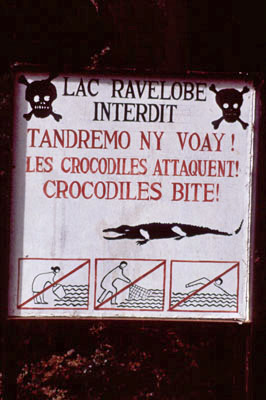 LAC RAVELOBE
INTERDIT
TANDREMO NY VOAY!
LES CROCODILES ATTAQUENT!
CROCODILES BITE!